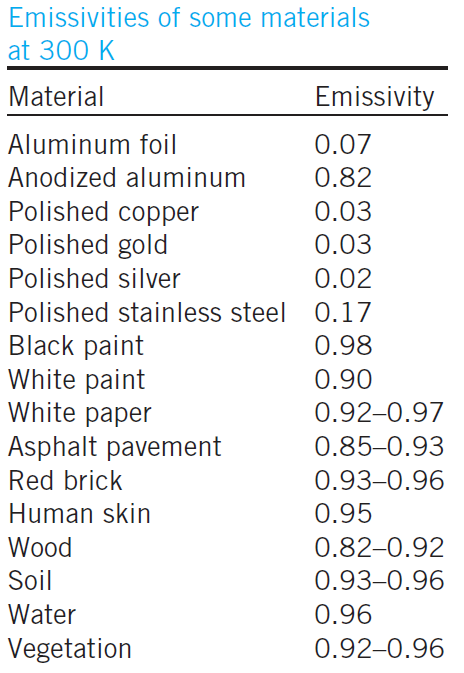 Emissivities of some materials
at 300 K
Material Emissivity
Aluminum foil 0.07
Anodized aluminum 0.82
Polished copper 0.03
Polished gold 0.03
Polished silver 0.02
Polished stainless steel 0.17
Black paint 0.98
White paint 0.90
White paper 0.92–0.97
Asphalt pavement 0.85–0.93
Red brick 0.93–0.96
Human skin 0.95
Wood 0.82–0.92
Soil 0.93–0.96
Water 0.96
Vegetation 0.92–0.96